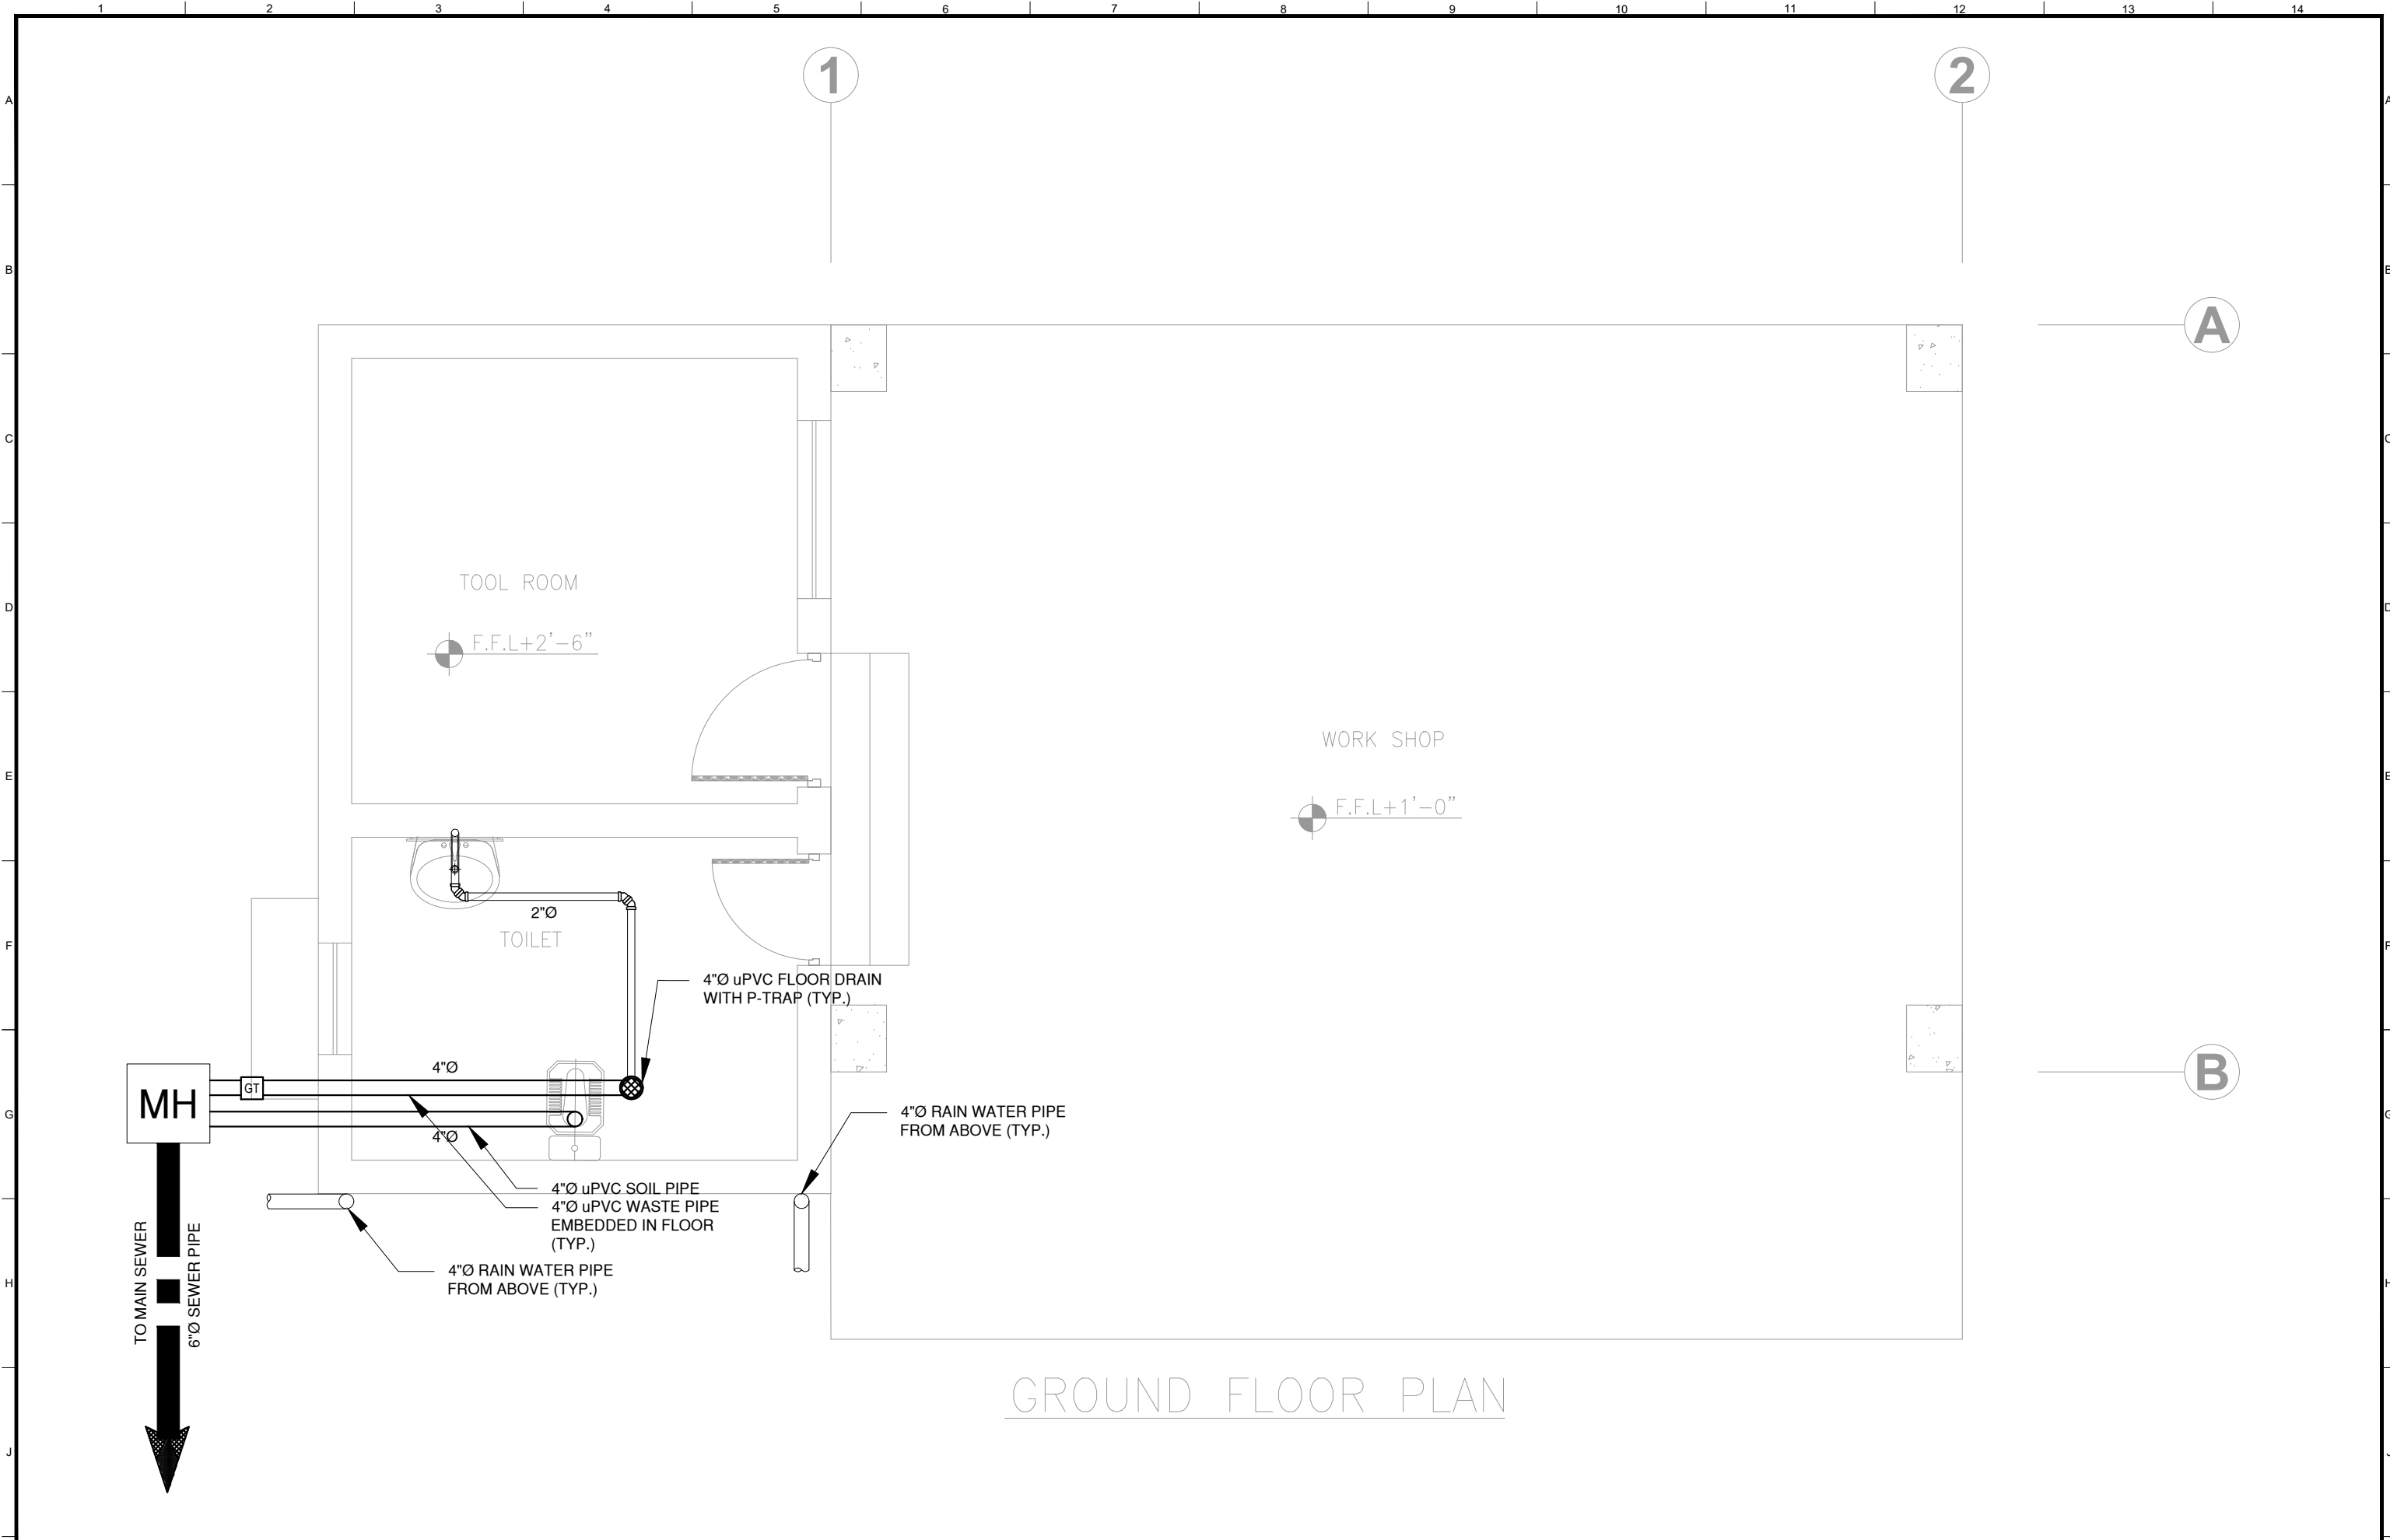 1 2 3 4 5 6 7 8 9 10 11 12 13 14
1 2
A A
B B
A
C C
TOOL ROOM
D D
F.F.L+2'-6"
WORK SHOP
E E
F.F.L+1'-0"
2"Ø
TOILET
F F
4"Ø uPVC FLOOR DRAIN
WITH P-TRAP (TYP.)
4"Ø
GT
MH
B
G G
4"Ø
4"Ø RAIN WATER PIPE
FROM ABOVE (TYP.)
4"Ø uPVC SOIL PIPE
4"Ø uPVC WASTE PIPE
EMBEDDED IN FLOOR
(TYP.)
4"Ø RAIN WATER PIPE
FROM ABOVE (TYP.)
TO MAIN SEWER
6"Ø SEWER PIPE
H H
GROUND FLOOR PLAN
J J